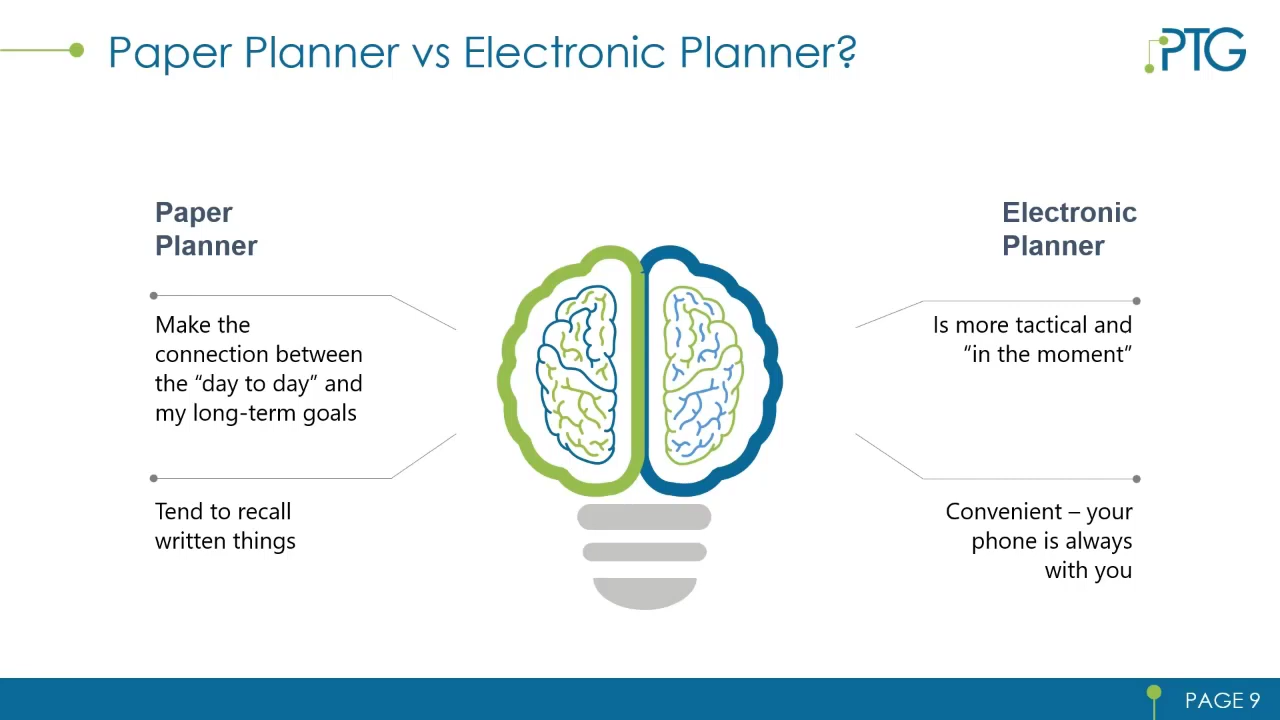 Paper Planner vs Electronic Planner?
PTG
Paper
Planner
Make the
connection between
the “day to day” and
my long-term goals
Tend to recall
written things
Electronic
Planner
Is more tactical and
“in the moment”
Convenient – your
phone is always
with you
PAGE 9